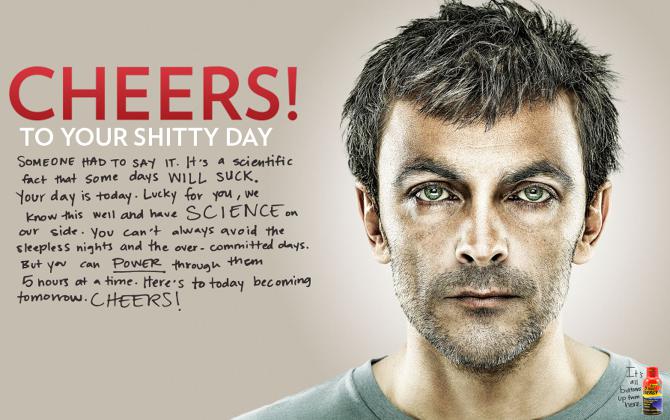 CHEERS!
TO YOUR SHITTY DAY
SOMEONE HAD TO SAY IT. It's a scientific
fact that some days WILL SUCK.
Your day is today. Lucky for you, we
know this well and have SCIENCE on
our side. You can't always avoid the
sleepless nights and the over-committed days.
But you can POWER through them
5 hours at a time. Here's to today becoming
tomorrow. CHEERS!
It's
all
bottoms
up from
here.